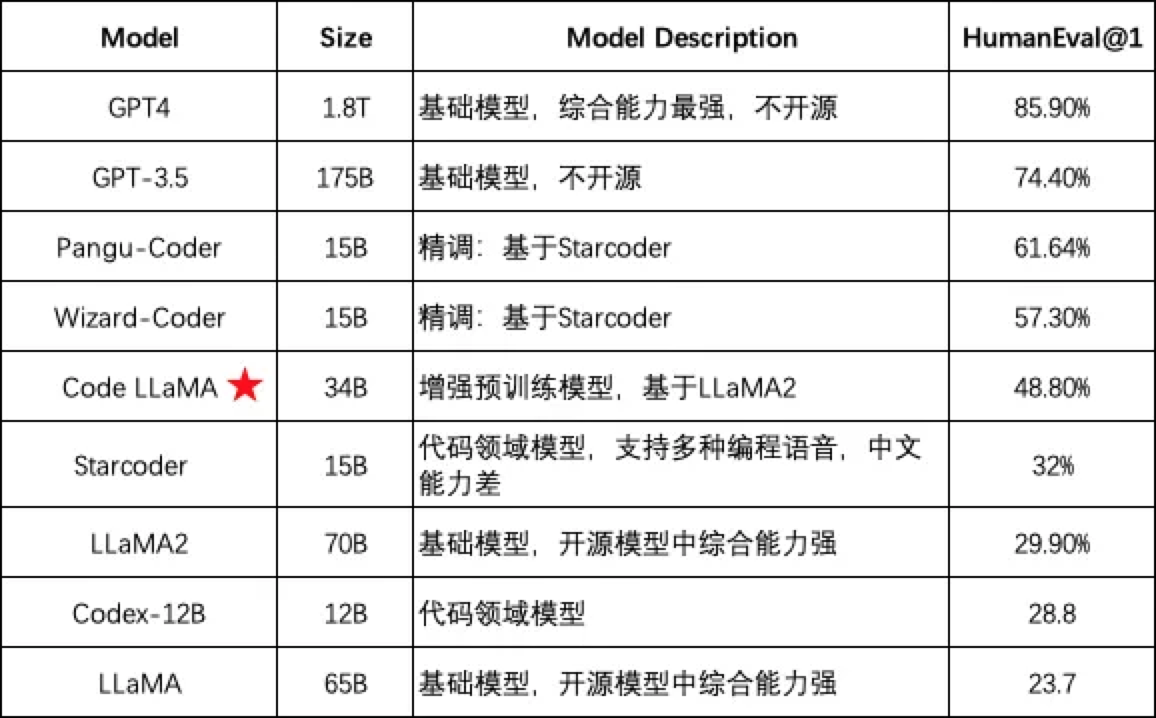 Model Size Model Description HumanEval@1
GPT4 1.8T 基础模型，综合能力最强，不开源 85.90%
GPT-3.5 175B 基础模型，不开源 74.40%
Pangu-Coder 15B 精调：基于Starcoder 61.64%
Wizard-Coder 15B 精调：基于Starcoder 57.30%
Code LLaMA 34B 增强预训练模型，基于LLaMA2 48.80%
Starcoder 15B 代码领域模型，支持多种编程语音，中文
能力差 32%
LLaMA2 70B 基础模型，开源模型中综合能力强 29.90%
Codex-12B 12B 代码领域模型 28.8
LLaMA 65B 基础模型，开源模型中综合能力强 23.7